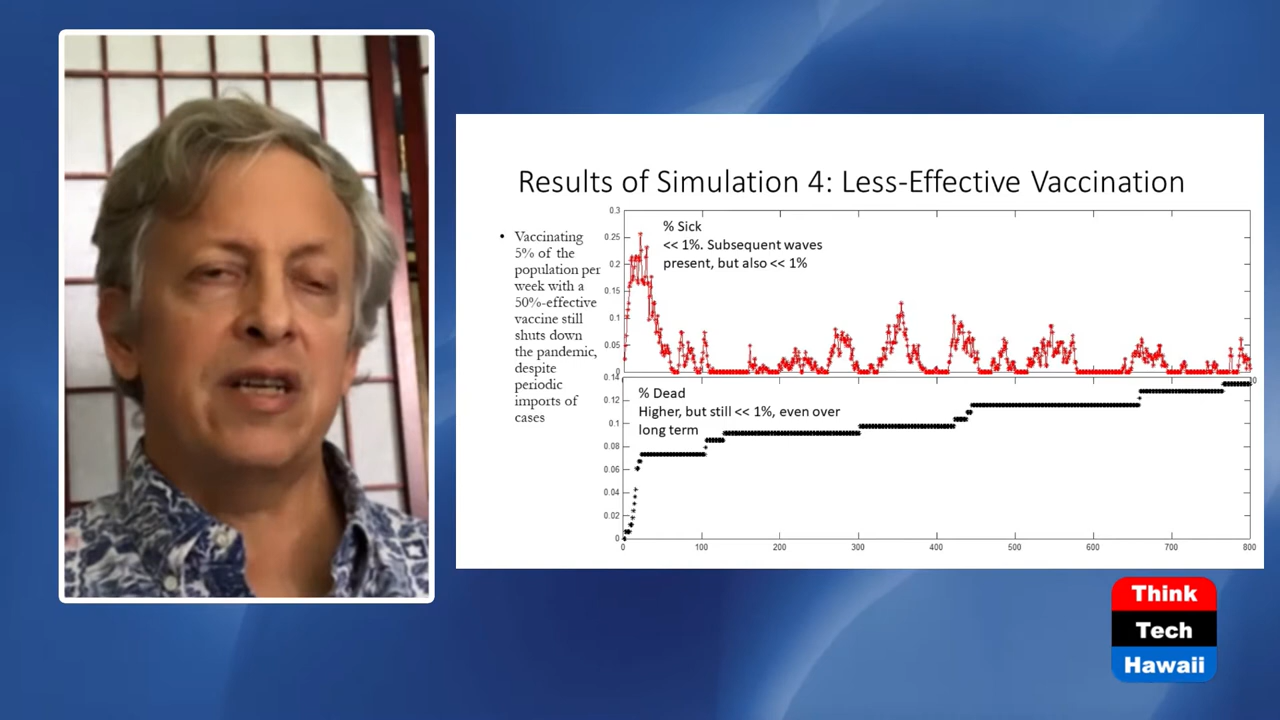 Results of Simulation 4: Less-Effective Vaccination
• Vaccinating
5% of the
population per
week with a
50%-effective
vaccine still
shuts down
the pandemic,
despite
periodic
imports of
cases
0.3
0.25
0.2
0.15
0.1
0.05
0
% Sick
<< 1%. Subsequent waves
present, but also << 1%
0.14
0.12
0.1
0.08
0.06
0.04
0.02
0
% Dead
Higher, but still << 1%, even over
long term
0 100 200 300 400 500 600 700 800
Think
Tech
Hawaii